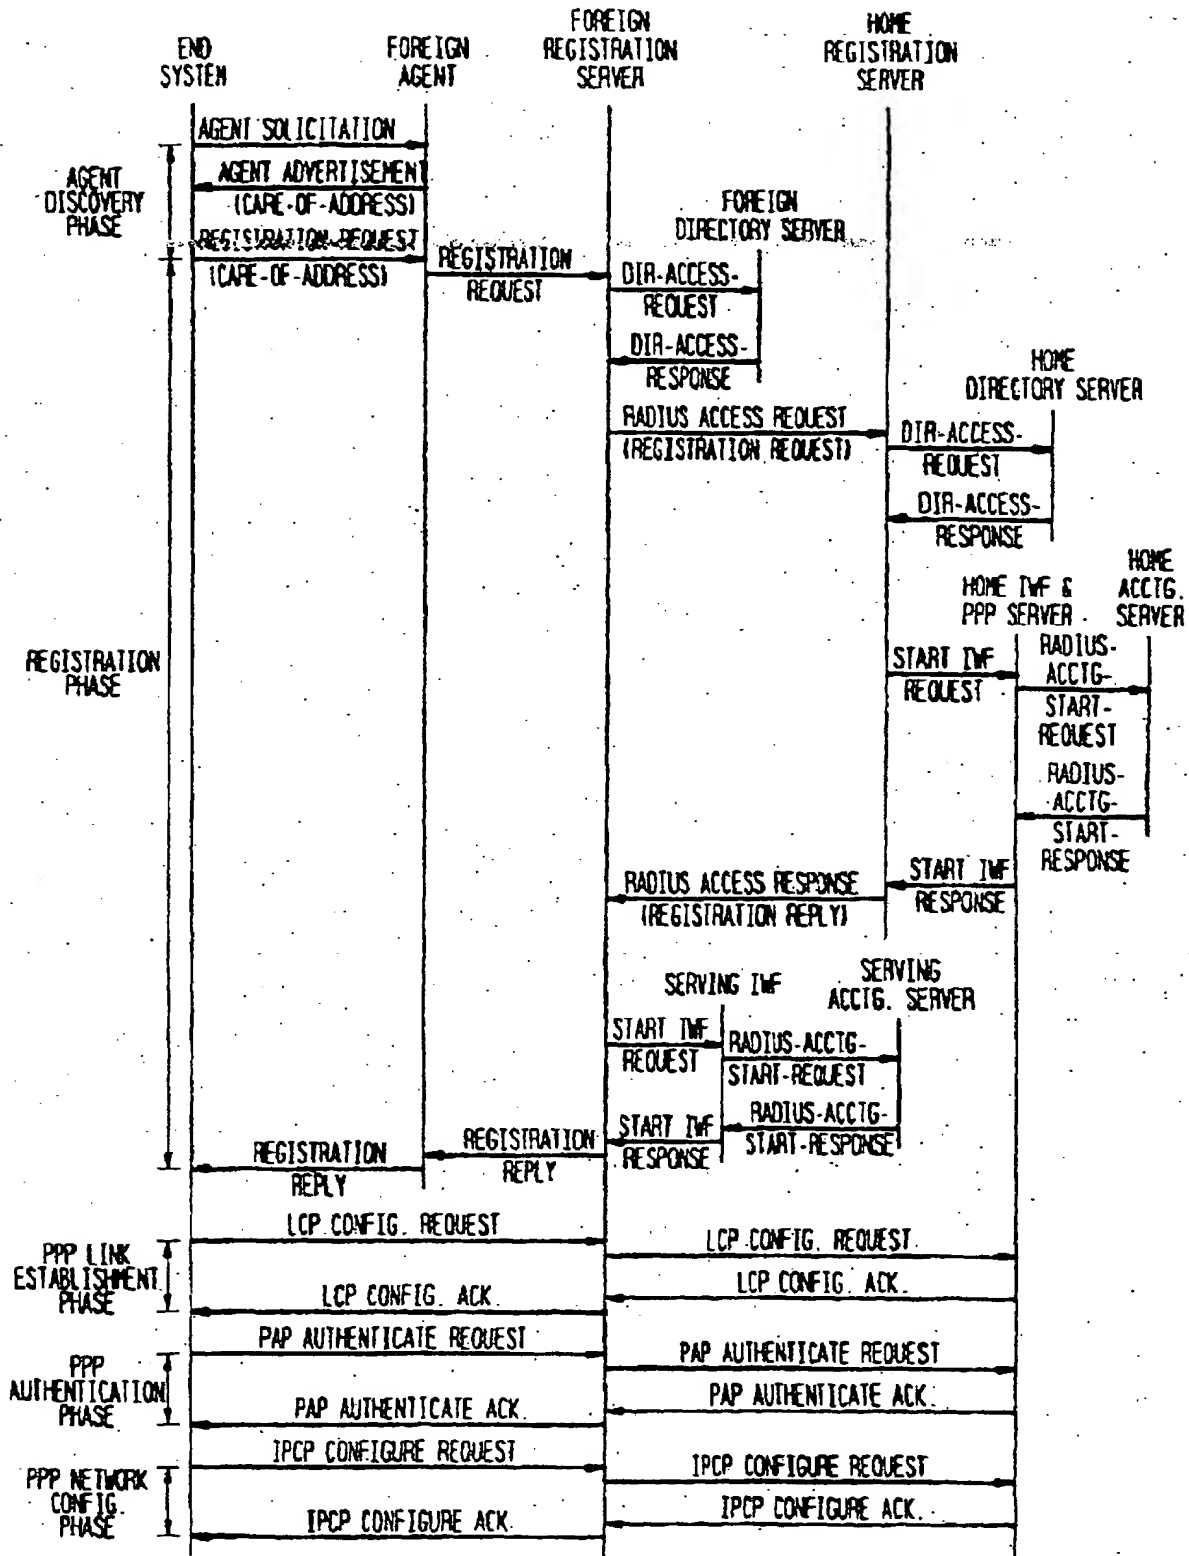 END
SYSTEM
FOREIGN
AGENT
FOREIGN
REGISTRATION
SERVER
HOME
REGISTRATION
SERVER
AGENT SOLICITATION
AGENT ADVERTISEMENT
(CARE-OF-ADDRESS)
AGENT
DISCOVERY
PHASE
REGISTRATION-REQUEST
(CARE-OF-ADDRESS)
REGISTRATION
REQUEST
FOREIGN
DIRECTORY SERVER
DIR-ACCESS-
REQUEST
DIR-ACCESS-
RESPONSE
HOME
DIRECTORY SERVER
RADIUS ACCESS REQUEST
(REGISTRATION REQUEST)
DIR-ACCESS-
REQUEST
DIR-ACCESS-
RESPONSE
HOME IWF &
PPP SERVER
HOME
ACCTG.
SERVER
REGISTRATION
PHASE
START IWF
REQUEST
RADIUS-
ACCTG-
START-
REQUEST
RADIUS-
ACCTG-
START-
RESPONSE
START IWF
RESPONSE
RADIUS ACCESS RESPONSE
(REGISTRATION REPLY)
SERVING IWF
SERVING
ACCTG. SERVER
START IWF
REQUEST
RADIUS-ACCTG-
START-REQUEST
RADIUS-ACCTG-
START-RESPONSE
START IWF
RESPONSE
REGISTRATION
REPLY
REGISTRATION
REPLY
LCP CONFIG. REQUEST
LCP CONFIG. REQUEST
PPP LINK
ESTABLISHMENT
PHASE
LCP CONFIG. ACK.
LCP CONFIG. ACK.
PAP AUTHENTICATE REQUEST
PAP AUTHENTICATE REQUEST
PPP
AUTHENTICATION
PHASE
PAP AUTHENTICATE ACK.
PAP AUTHENTICATE ACK.
IPCP CONFIGURE REQUEST
IPCP CONFIGURE REQUEST
PPP NETWORK
CONFIG.
PHASE
IPCP CONFIGURE ACK.
IPCP CONFIGURE ACK.